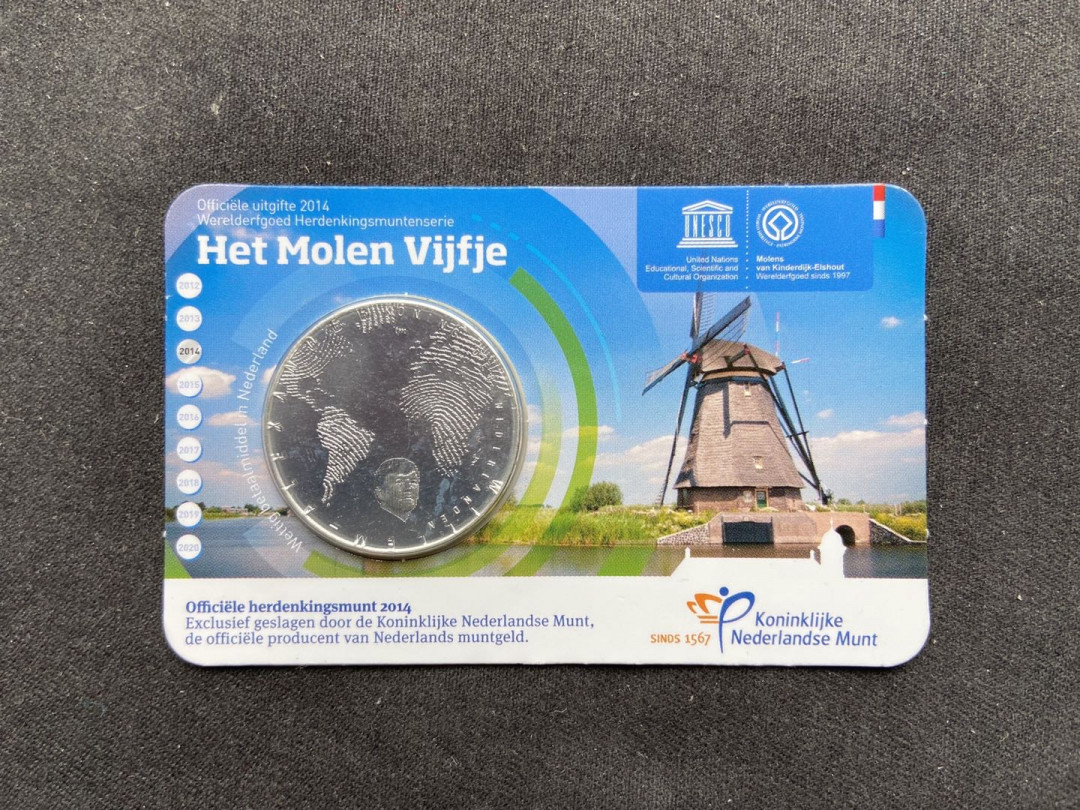 Officiële uitgifte 2014
Werelderfgoed Herdenkingsmuntenserie
Het Molen Vijfje
2012
2013
2014
2015
2016
2017
2018
2019
2020
Wettig betaalmiddel in Nederland
UNESCO
United Nations
Educational, Scientific and
Cultural Organization
Molens
van Kinderdijk-Elshout
Werelderfgoed sinds 1997
Officiële herdenkingsmunt 2014
Exclusief geslagen door de Koninklijke Nederlandse Munt,
de officiële producent van Nederlands muntgeld.
SINDS 1567
Koninklijke
Nederlandse Munt